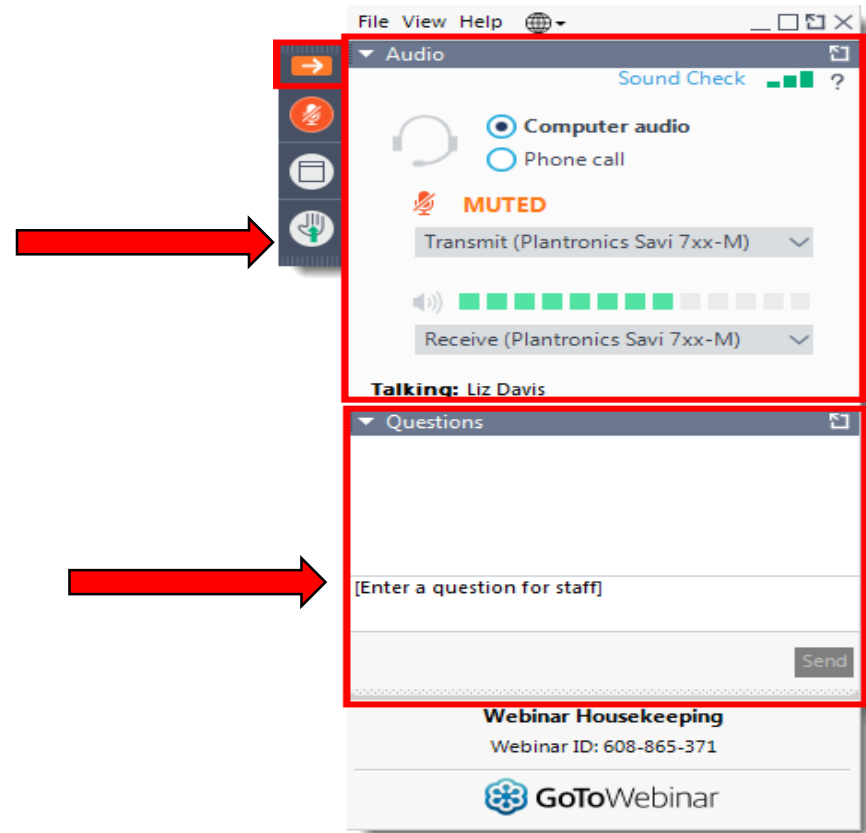 File View Help
Audio
Sound Check ?
Computer audio
Phone call
MUTED
Transmit (Plantronics Savi 7xx-M)
Receive (Plantronics Savi 7xx-M)
Talking: Liz Davis
Questions
[Enter a question for staff]
Send
Webinar Housekeeping
Webinar ID: 608-865-371
GoToWebinar